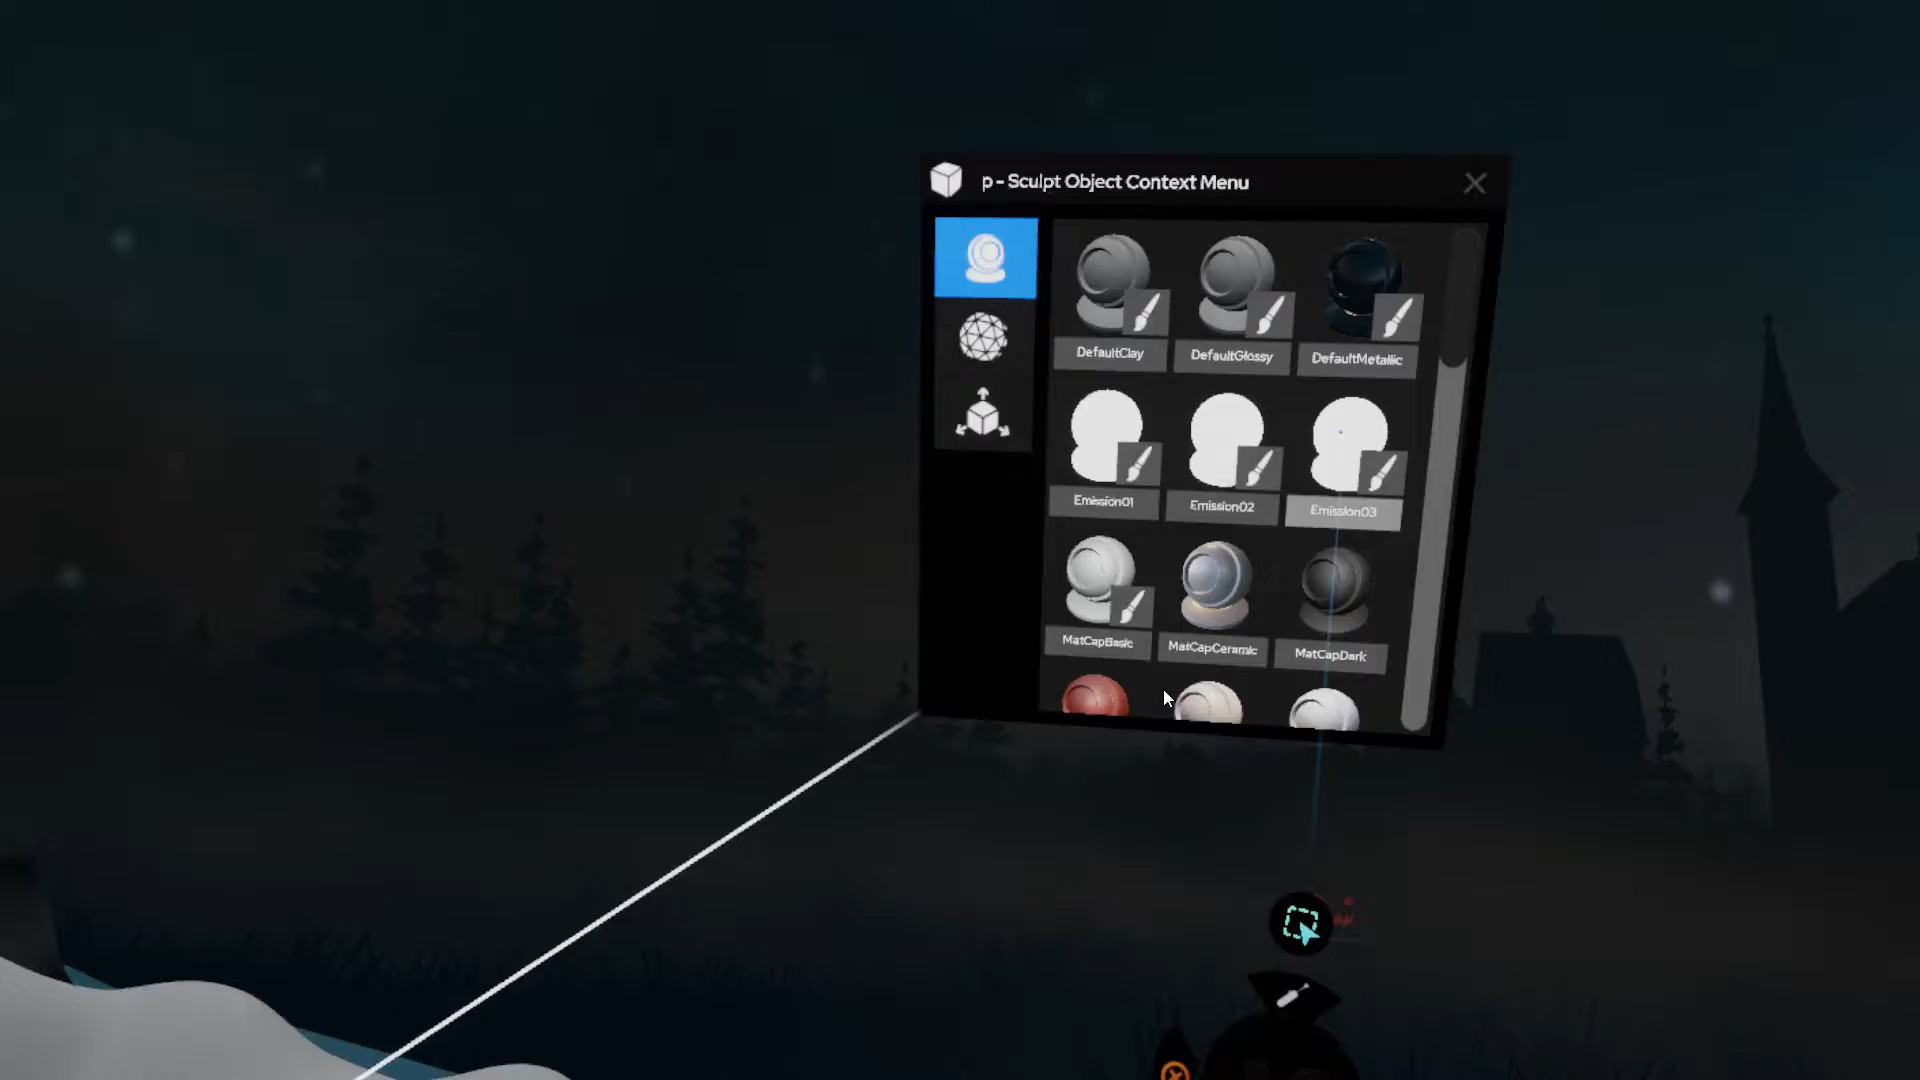 p - Sculpt Object Context Menu
DefaultClay
DefaultGlossy
DefaultMetallic
Emission01
Emission02
Emission03
MatCapBasic
MatCapCeramic
MatCapDark